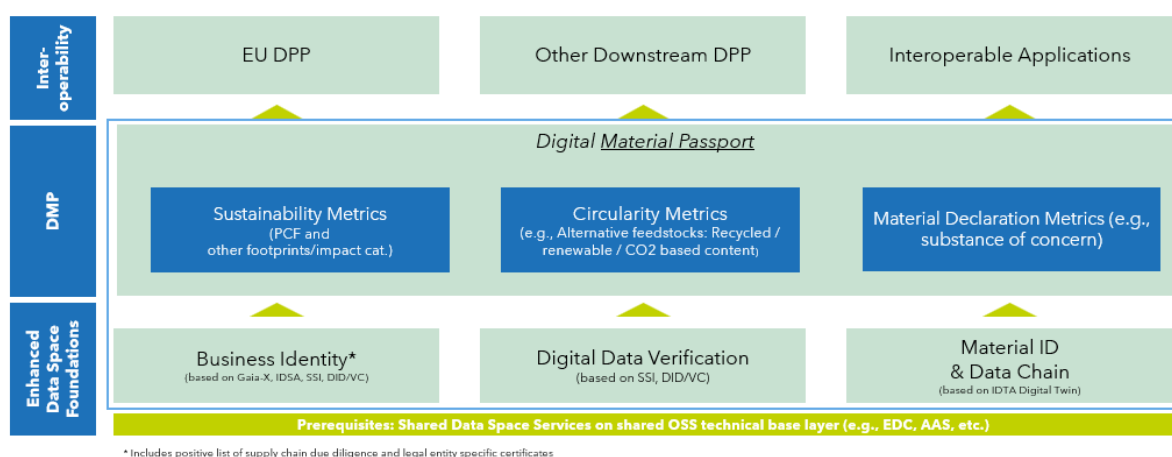 Inter-
operability
EU DPP
Other Downstream DPP
Interoperable Applications
DMP
Digital Material Passport
Sustainability Metrics
(PCF and
other footprints/impact cat.)
Circularity Metrics
(e.g., Alternative feedstocks: Recycled /
renewable / CO2 based content)
Material Declaration Metrics (e.g.,
substance of concern)
Enhanced
Data Space
Foundations
Business Identity*
(based on Gaia-X, IDSA, SSI, DID/VC)
Digital Data Verification
(based on SSI, DID/VC)
Material ID
& Data Chain
(based on IDTA Digital Twin)
Prerequisites: Shared Data Space Services on shared OSS technical base layer (e.g., EDC, AAS, etc.)
* Includes positive list of supply chain due diligence and legal entity specific certificates